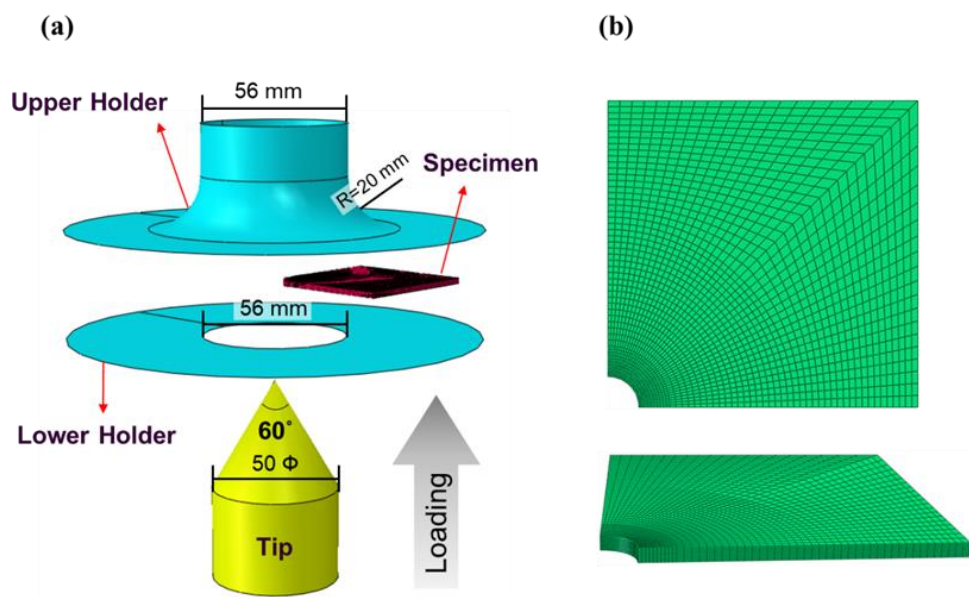 (a)
(b)
56 mm
Upper Holder
Specimen
R=20 mm
56 mm
Lower Holder
60°
50 Φ
Tip
Loading